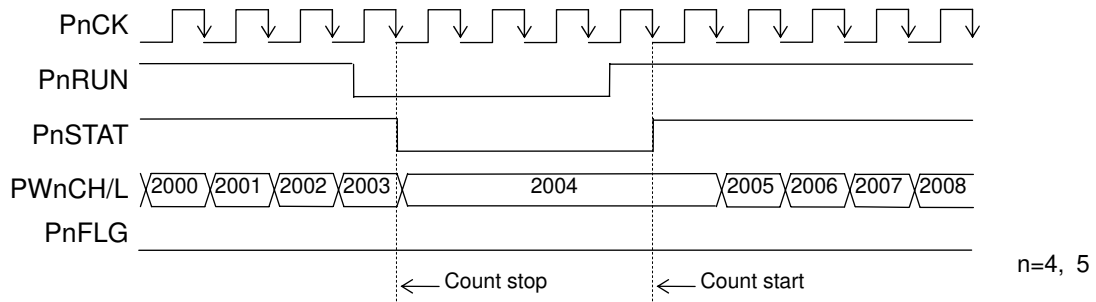 PnCK
PnRUN
PnSTAT
PWnCH/L 2000 2001 2002 2003 2004 2005 2006 2007 2008
PnFLG
n=4, 5
Count stop Count start